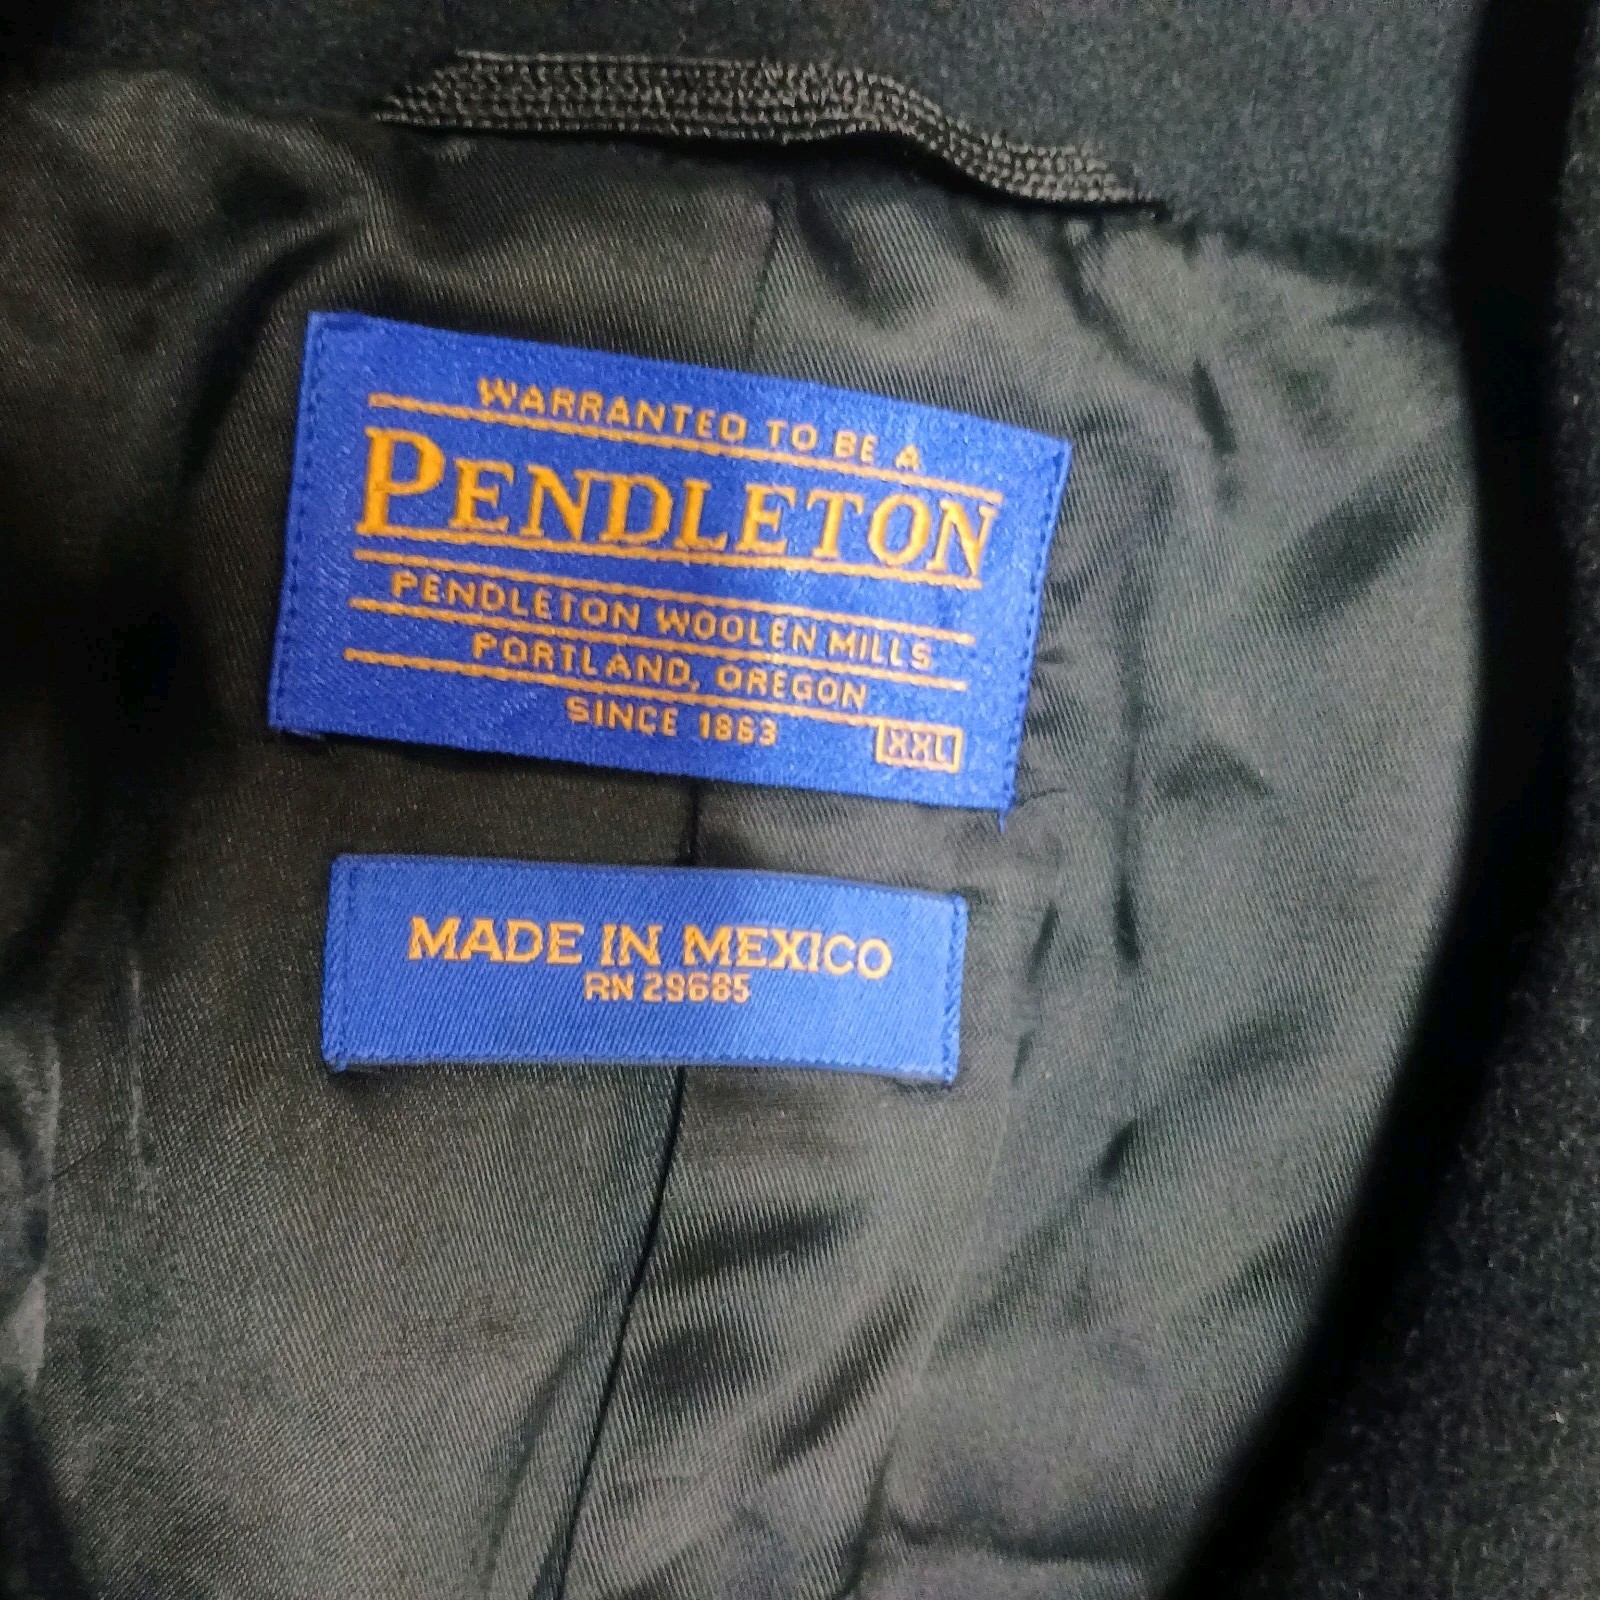 WARRANTED TO BE A
PENDLETON
PENDLETON WOOLEN MILLS
PORTLAND, OREGON
SINCE 1863
XXL
MADE IN MEXICO
RN 29685